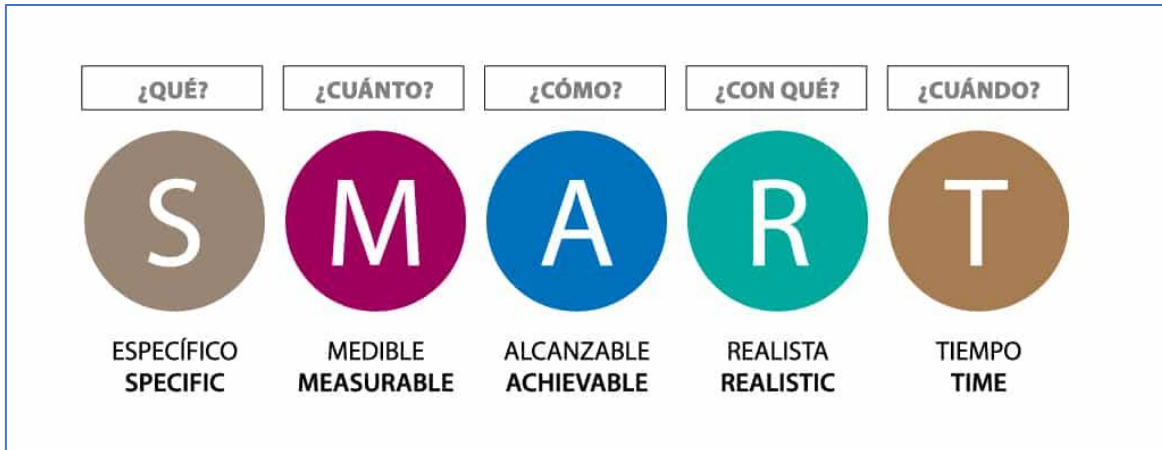 ¿QUÉ?
¿CUÁNTO?
¿CÓMO?
¿CON QUÉ?
¿CUÁNDO?
S
M
A
R
T
ESPECÍFICO
SPECIFIC
MEDIBLE
MEASURABLE
ALCANZABLE
ACHIEVABLE
REALISTA
REALISTIC
TIEMPO
TIME